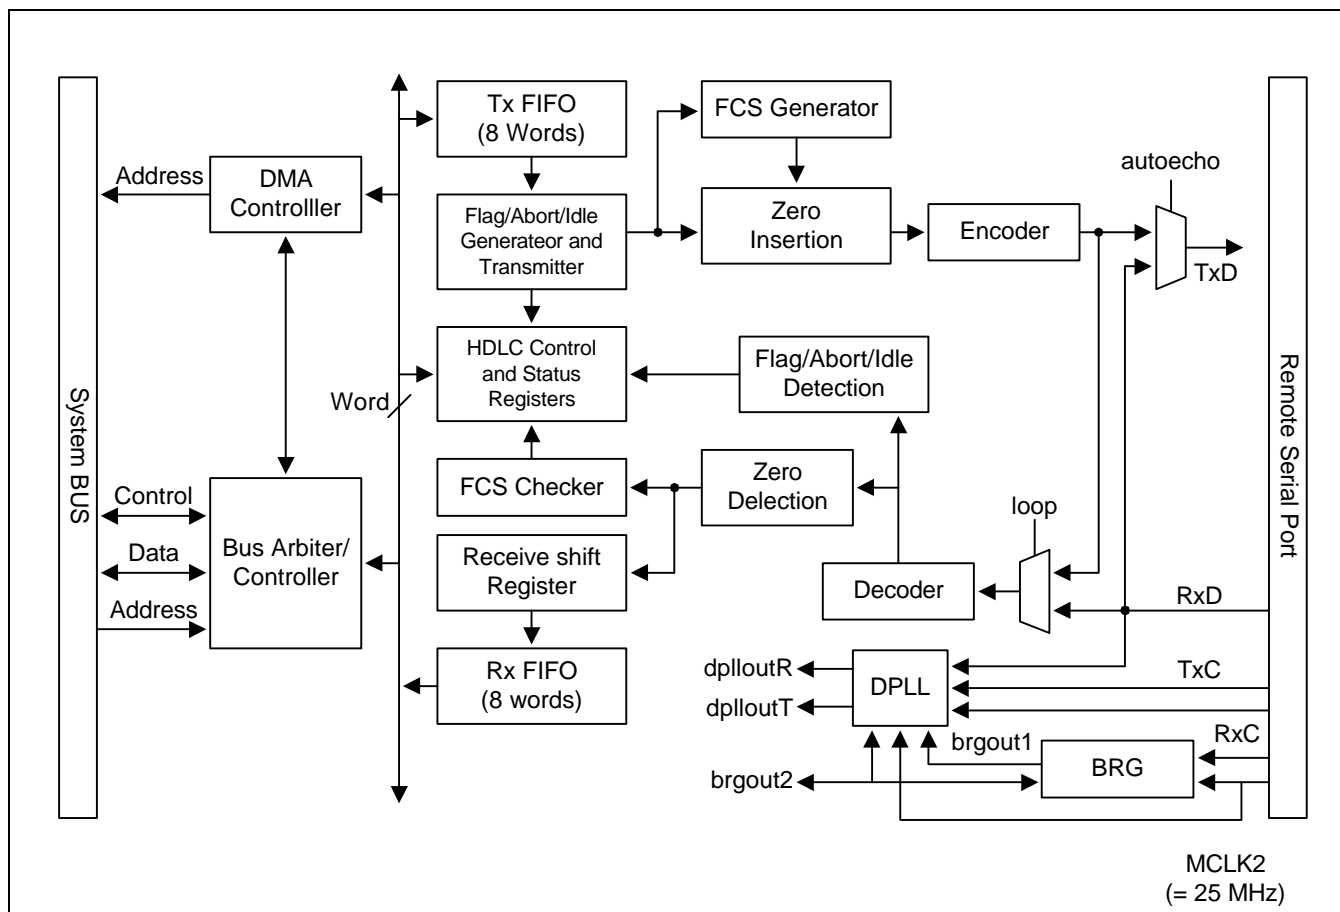 System BUS
Address
DMA
Controlller
Control
Data
Address
Bus Arbiter/
Controller
Word
Tx FIFO
(8 Words)
Flag/Abort/Idle
Generateor and
Transmitter
HDLC Control
and Status
Registers
FCS Checker
Receive shift
Register
Rx FIFO
(8 words)
FCS Generator
Zero
Insertion
Encoder
autoecho
TxD
Flag/Abort/Idle
Detection
Zero
Delection
loop
Decoder
RxD
dplloutR
dplloutT
DPLL
TxC
RxC
brgout1
brgout2
BRG
Remote Serial Port
MCLK2
(= 25 MHz)